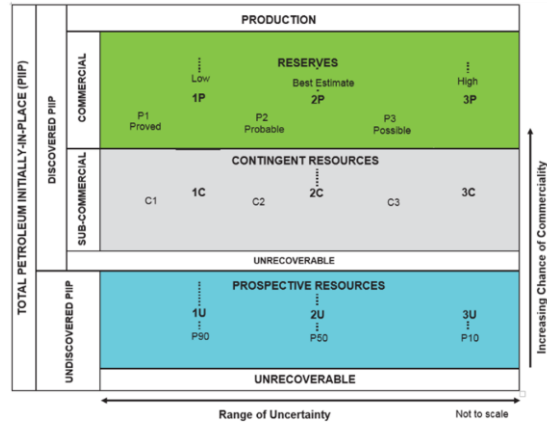 PRODUCTION
TOTAL PETROLEUM INITIALLY-IN-PLACE (PIIP)
DISCOVERED PIIP
COMMERCIAL
RESERVES
Low
Best Estimate
High
1P
2P
3P
P1
Proved
P2
Probable
P3
Possible
SUB-COMMERCIAL
CONTINGENT RESOURCES
C1
1C
C2
2C
C3
3C
UNRECOVERABLE
UNDISCOVERED PIIP
PROSPECTIVE RESOURCES
1U
2U
3U
P90
P50
P10
UNRECOVERABLE
Increasing Chance of Commerciality
Range of Uncertainty
Not to scale